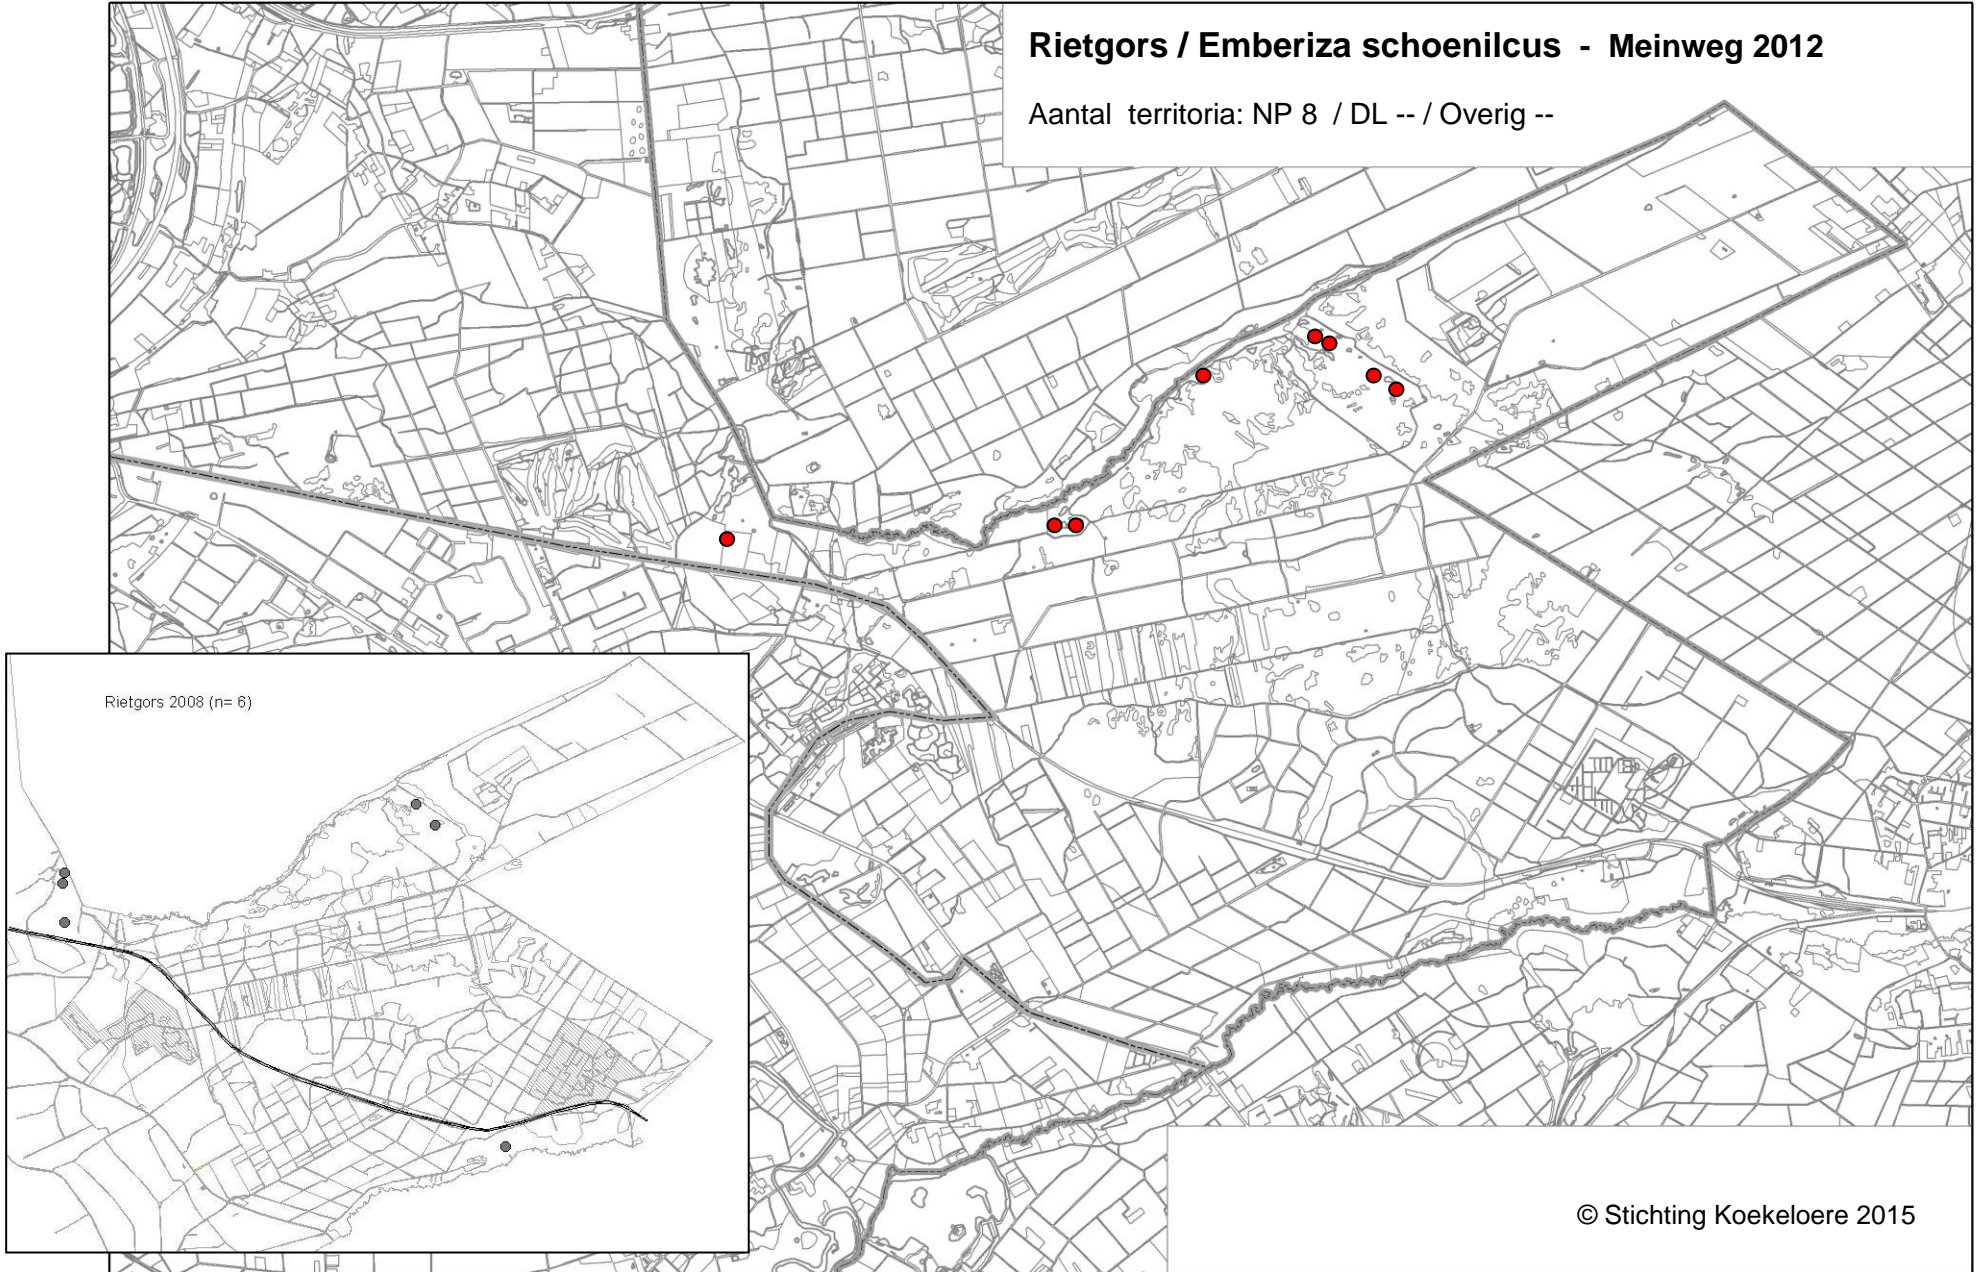 Rietgors / Emberiza schoenilcus - Meinweg 2012
Aantal territoria: NP 8 / DL -- / Overig --
Rietgors 2008 (n= 6)
© Stichting Koekeloere 2015